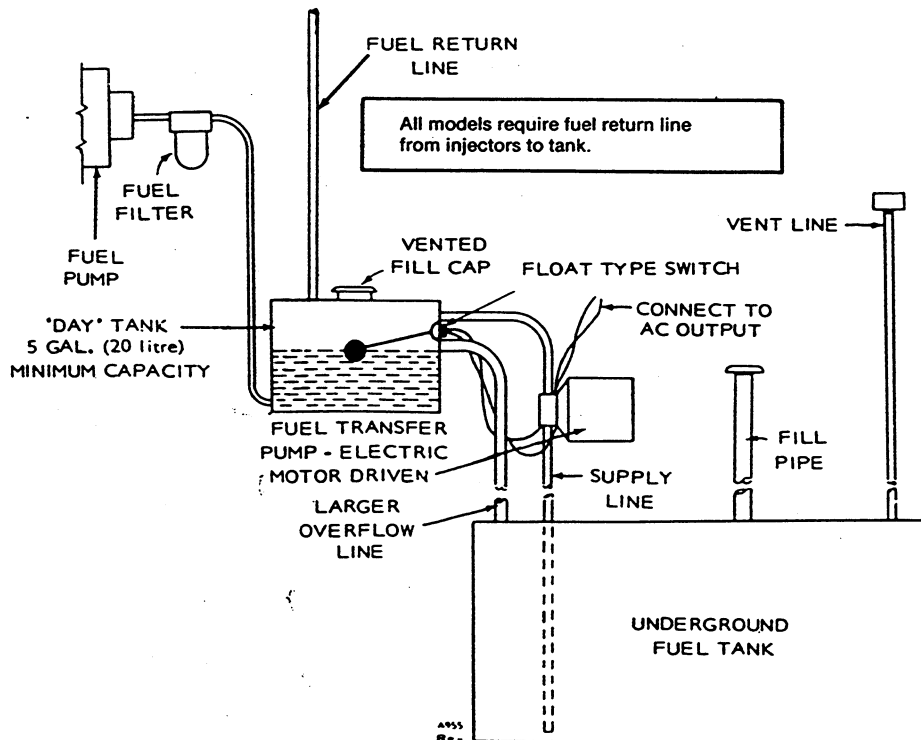 FUEL RETURN
LINE
All models require fuel return line
from injectors to tank.
FUEL
FILTER
FUEL
PUMP
VENTED
FILL CAP
VENT LINE
FLOAT TYPE SWITCH
CONNECT TO
AC OUTPUT
"DAY" TANK
5 GAL. (20 litre)
MINIMUM CAPACITY
FUEL TRANSFER
PUMP - ELECTRIC
MOTOR DRIVEN
FILL
PIPE
SUPPLY
LINE
LARGER
OVERFLOW
LINE
UNDERGROUND
FUEL TANK
A955